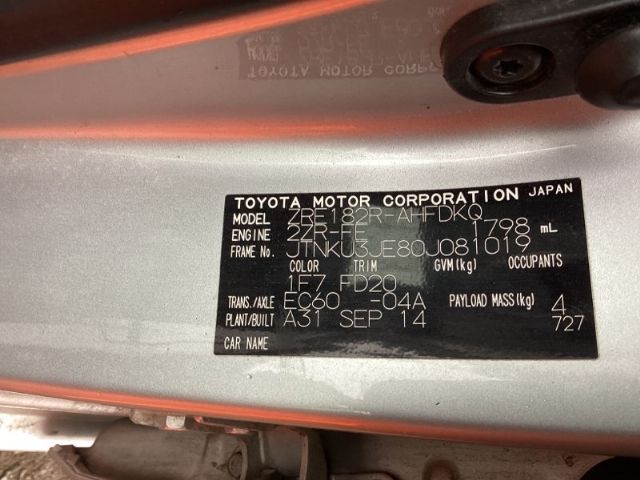 TOYOTA MOTOR CORPORATION JAPAN
MODEL ZRE182R-AHFDKQ
ENGINE 2ZR-FE 1798 mL
FRAME No. JTNKU3JE80J081019
COLOR TRIM GVM(kg) OCCUPANTS
1F7 FD20
TRANS./AXLE EC60 -04A PAYLOAD MASS(kg) 4
PLANT/BUILT A31 SEP 14 727
CAR NAME